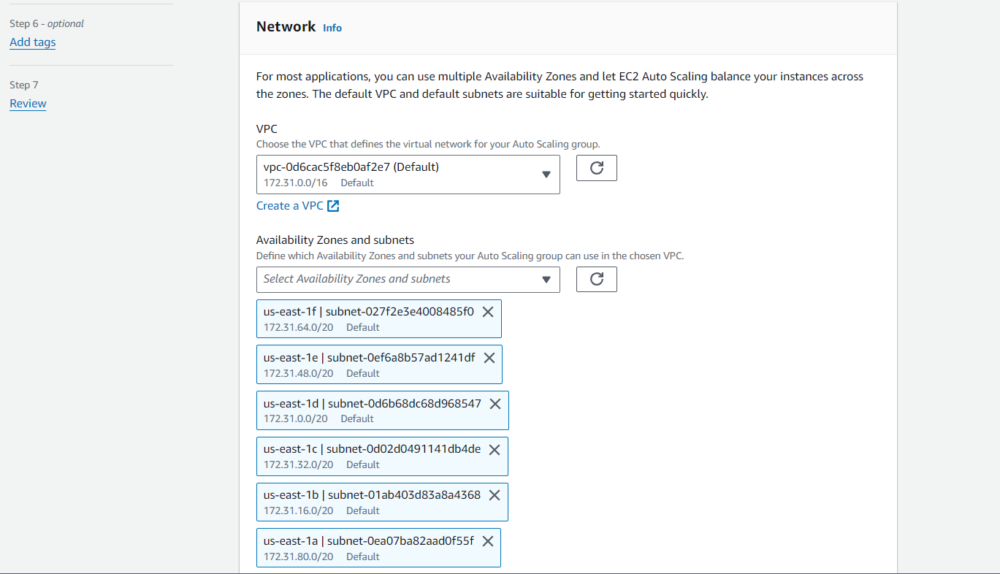 Step 6 - optional
Add tags
Step 7
Review
Network Info
For most applications, you can use multiple Availability Zones and let EC2 Auto Scaling balance your instances across
the zones. The default VPC and default subnets are suitable for getting started quickly.
VPC
Choose the VPC that defines the virtual network for your Auto Scaling group.
vpc-0d6cac5f8eb0af2e7 (Default)
172.31.0.0/16 Default
Create a VPC
Availability Zones and subnets
Define which Availability Zones and subnets your Auto Scaling group can use in the chosen VPC.
Select Availability Zones and subnets
us-east-1f | subnet-027f2e3e4008485f0
172.31.64.0/20 Default
us-east-1e | subnet-0ef6a8b57ad1241df
172.31.48.0/20 Default
us-east-1d | subnet-0d6b68dc68d968547
172.31.0.0/20 Default
us-east-1c | subnet-0d02d0491141db4de
172.31.32.0/20 Default
us-east-1b | subnet-01ab403d83a8a4368
172.31.16.0/20 Default
us-east-1a | subnet-0ea07ba82aad0f55f
172.31.80.0/20 Default